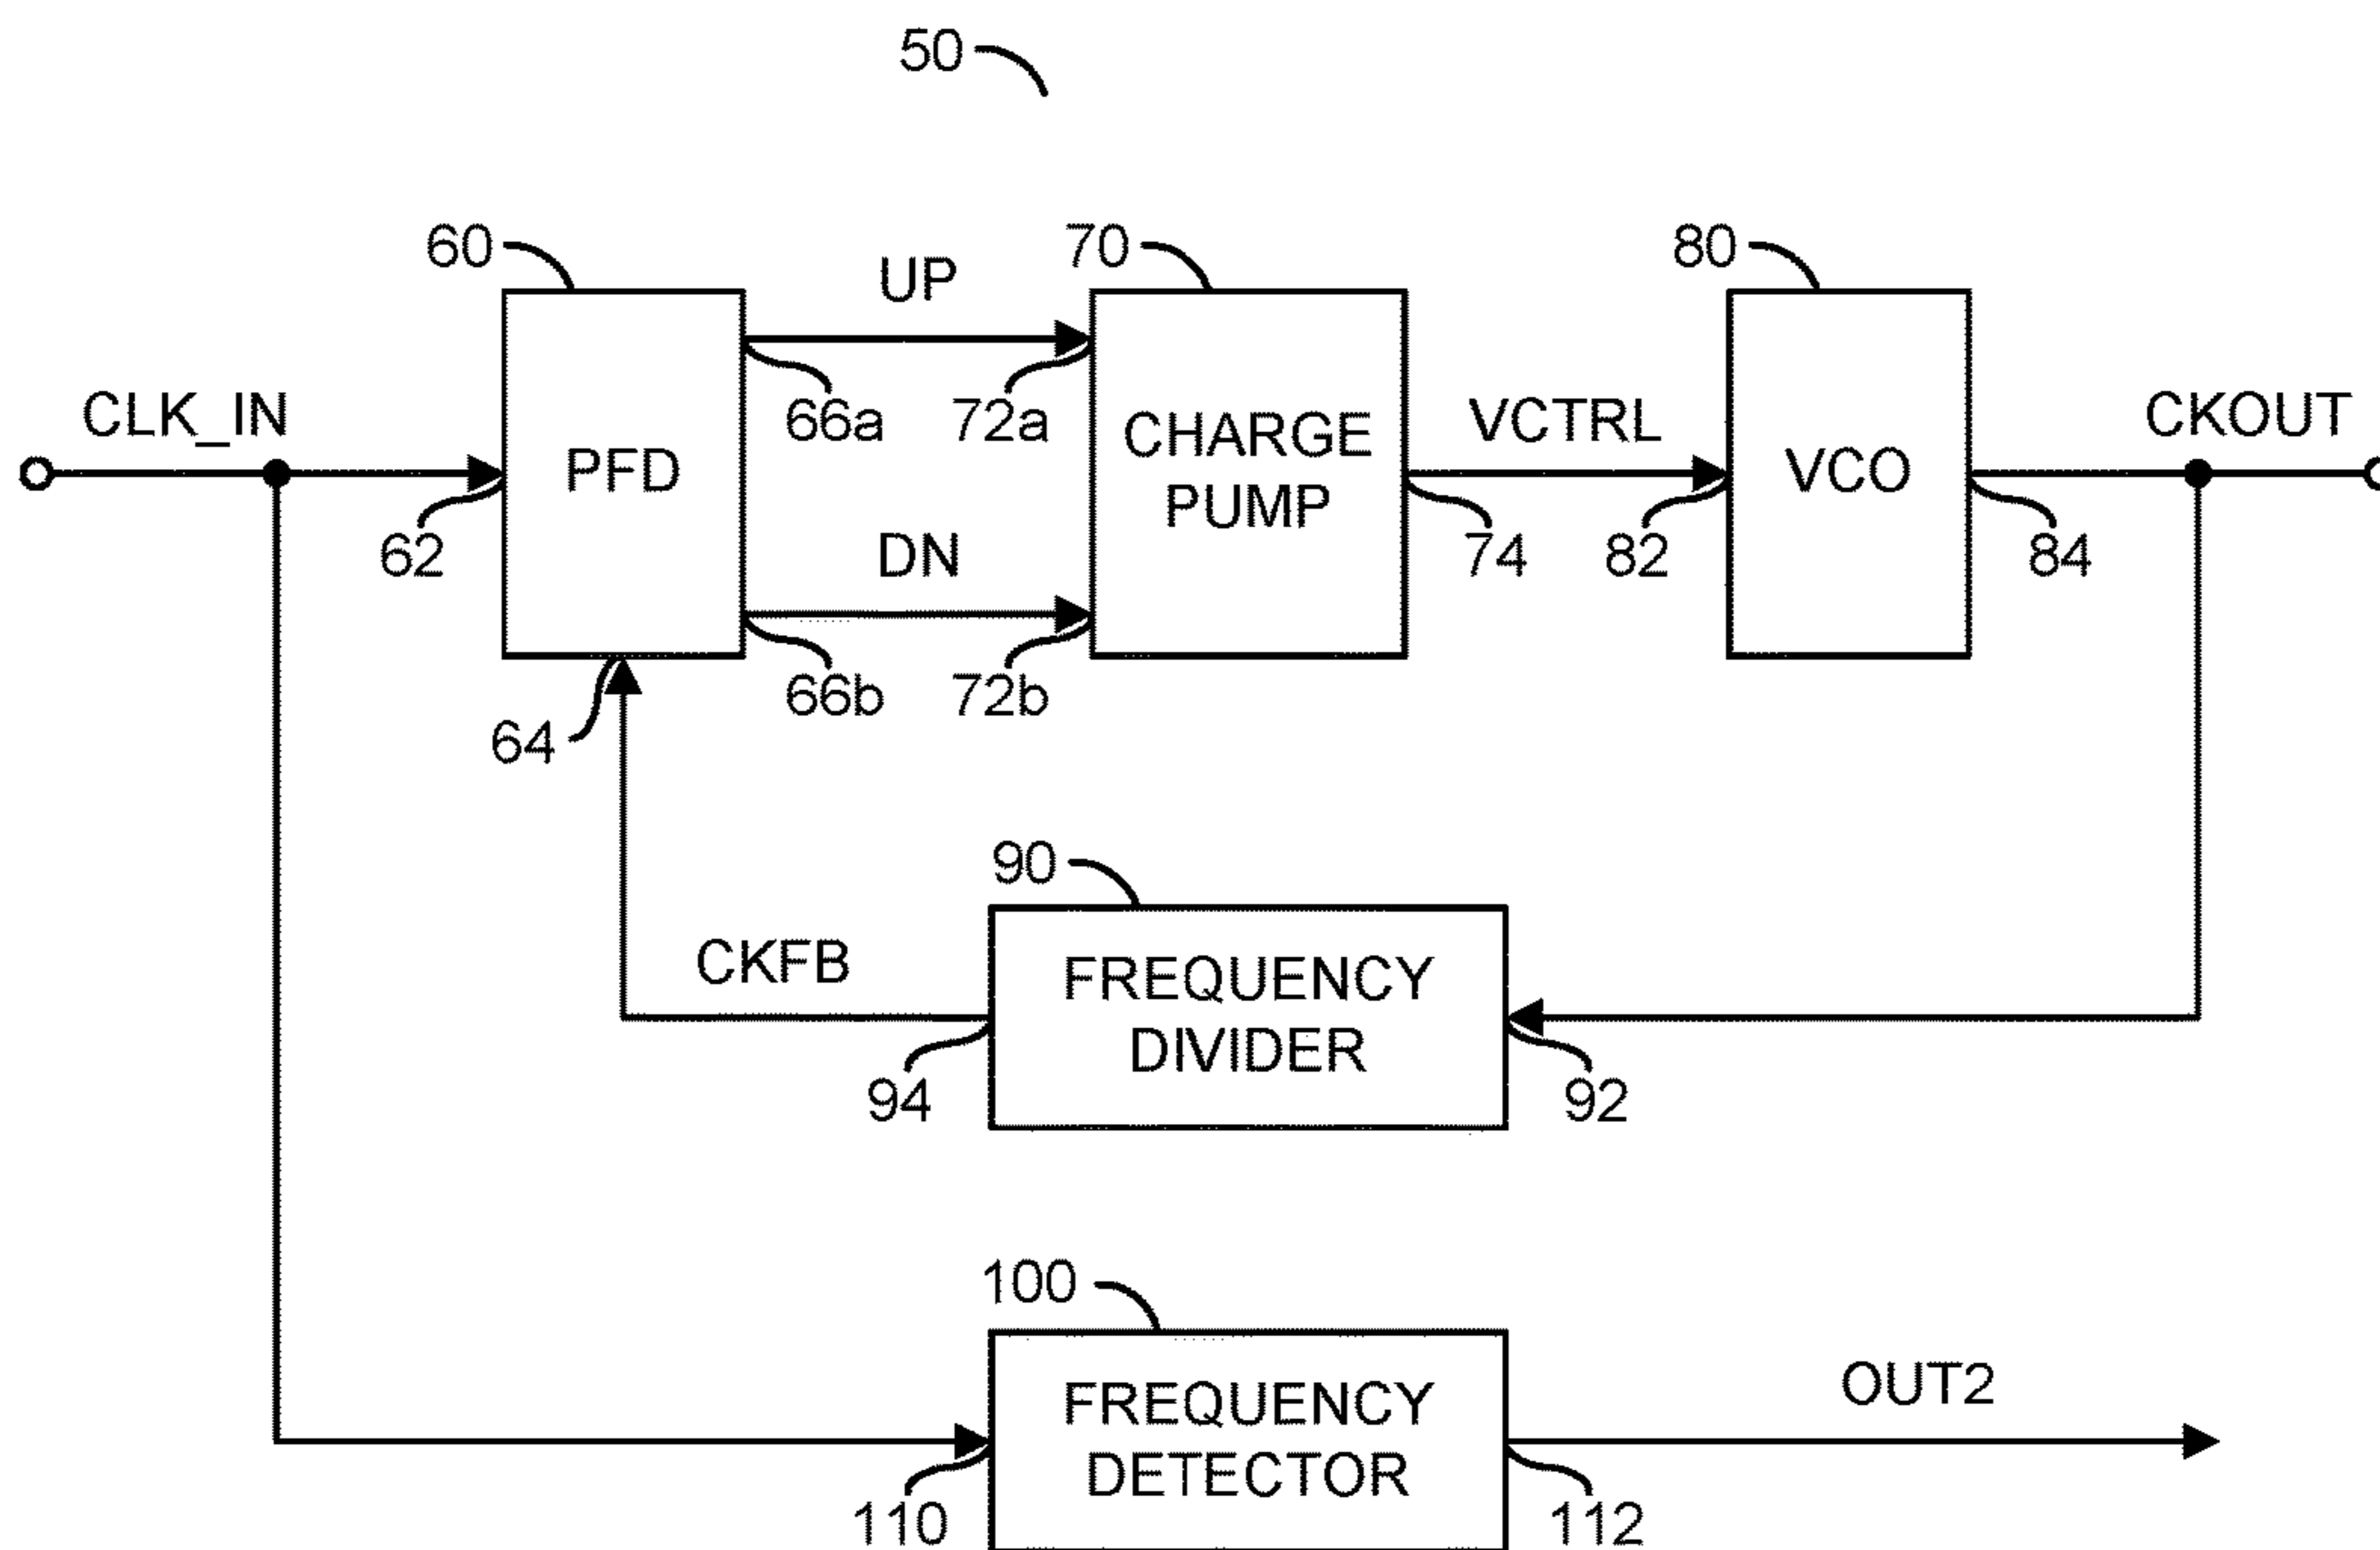 50
60
UP
70
80
CLK_IN
PFD
66a
72a
CHARGE
PUMP
VCTRL
VCO
CKOUT
62
DN
74
82
84
64
66b
72b
90
CKFB
FREQUENCY
DIVIDER
94
92
100
FREQUENCY
DETECTOR
OUT2
110
112